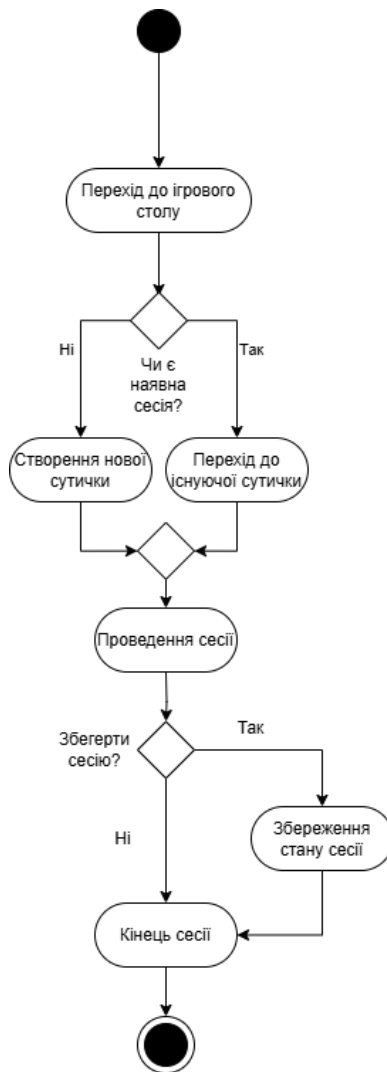 Перехід до ігрового
столу
Ні
Так
Чи є
наявна
сесія?
Створення нової
сутички
Перехід до
існуючої сутички
Проведення сесії
Збегерти
сесію?
Так
Ні
Збереження
стану сесії
Кінець сесії